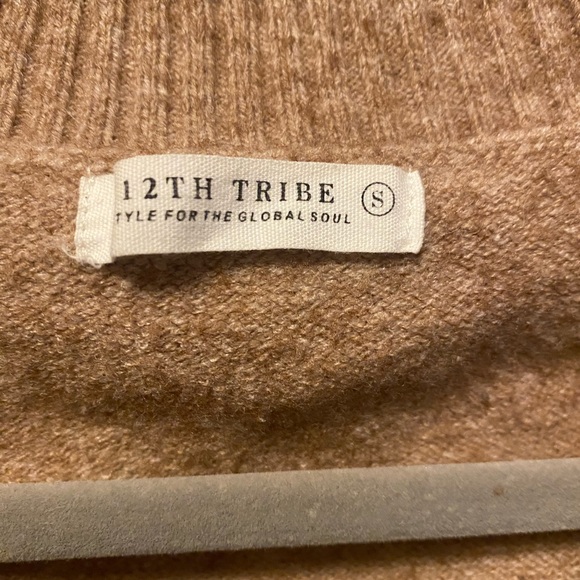 12TH TRIBE S
TYLE FOR THE GLOBAL SOUL